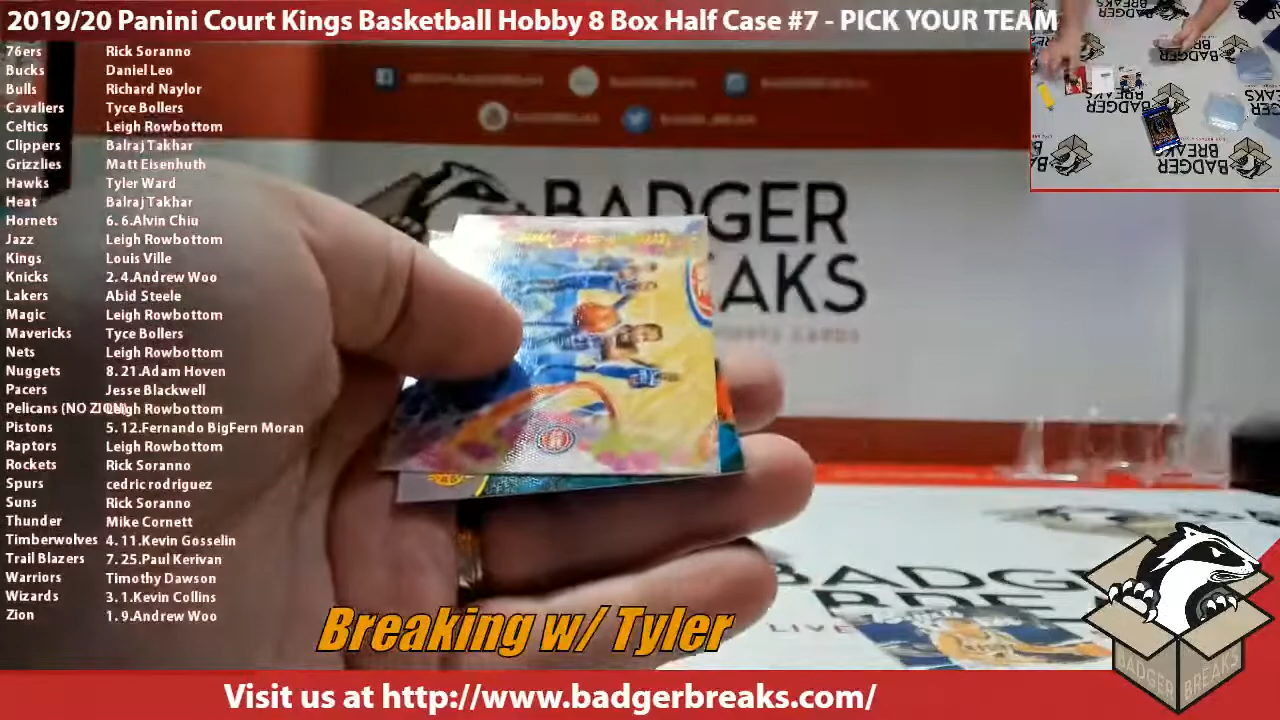 2019/20 Panini Court Kings Basketball Hobby 8 Box Half Case #7 - PICK YOUR TEAM
76ers Rick Soranno
Bucks Daniel Leo
Bulls Richard Naylor
Cavaliers Tyce Bollers
Celtics Leigh Rowbottom
Clippers Balraj Takhar
Grizzlies Matt Eisenhuth
Hawks Tyler Ward
Heat Balraj Takhar
Hornets 6. 6.Alvin Chiu
Jazz Leigh Rowbottom
Kings Louis Ville
Knicks 2. 4.Andrew Woo
Lakers Abid Steele
Magic Leigh Rowbottom
Mavericks Tyce Bollers
Nets Leigh Rowbottom
Nuggets 8. 21.Adam Hoven
Pacers Jesse Blackwell
Pelicans (NO ZION) Leigh Rowbottom
Pistons 5. 12.Fernando BigFern Moran
Raptors Leigh Rowbottom
Rockets Rick Soranno
Spurs cedric rodriguez
Suns Rick Soranno
Thunder Mike Cornett
Timberwolves 4. 11.Kevin Gosselin
Trail Blazers 7. 25.Paul Kerivan
Warriors Timothy Dawson
Wizards 3. 1.Kevin Collins
Zion 1. 9.Andrew Woo
BADGER
BREAKS
BADGER
BREAKS
LIVE
Breaking w/ Tyler
BADGER BREAKS
Visit us at http://www.badgerbreaks.com/